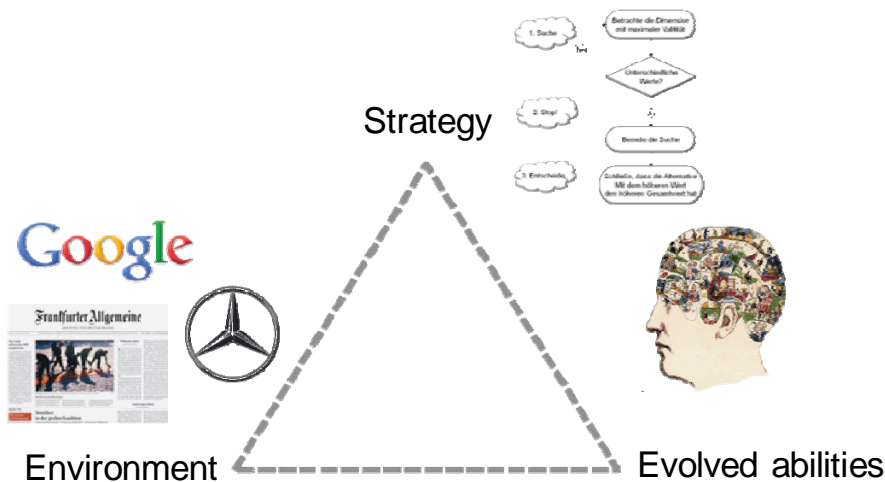 1. Suche
Betrachte die Dimension
mit maximaler Validität
Unterschiedliche
Werte?
Strategy
2. Stop!
Beende die Suche
3. Entscheide
Schließe, dass die Alternative
Mit dem höheren Wert
den höheren Gesamtwert hat
Google
Frankfurter Allgemeine
Environment
Evolved abilities